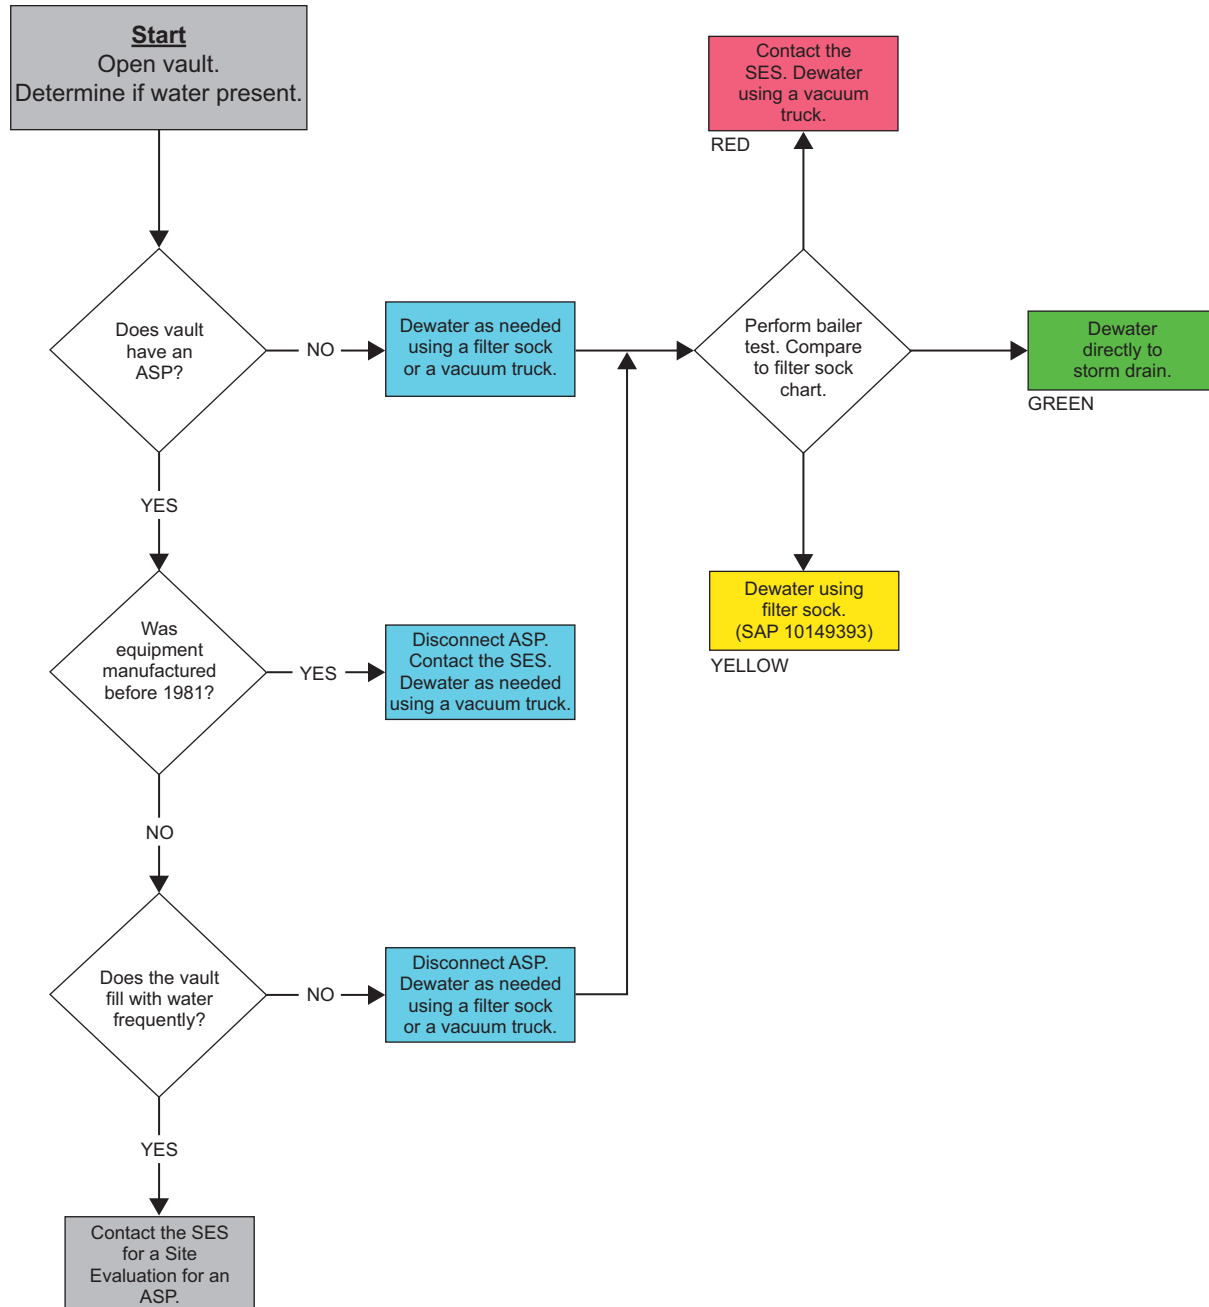 Start
Open vault.
Determine if water present.
Contact the
SES. Dewater
using a vacuum
truck.
RED
Does vault
have an
ASP?
NO
Dewater as needed
using a filter sock
or a vacuum truck.
Perform bailer
test. Compare
to filter sock
chart.
Dewater
directly to
storm drain.
GREEN
YES
Dewater using
filter sock.
(SAP 10149393)
YELLOW
Was
equipment
manufactured
before 1981?
YES
Disconnect ASP.
Contact the SES.
Dewater as needed
using a vacuum truck.
NO
Does the vault
fill with water
frequently?
NO
Disconnect ASP.
Dewater as needed
using a filter sock
or a vacuum truck.
YES
Contact the SES
for a Site
Evaluation for an
ASP.